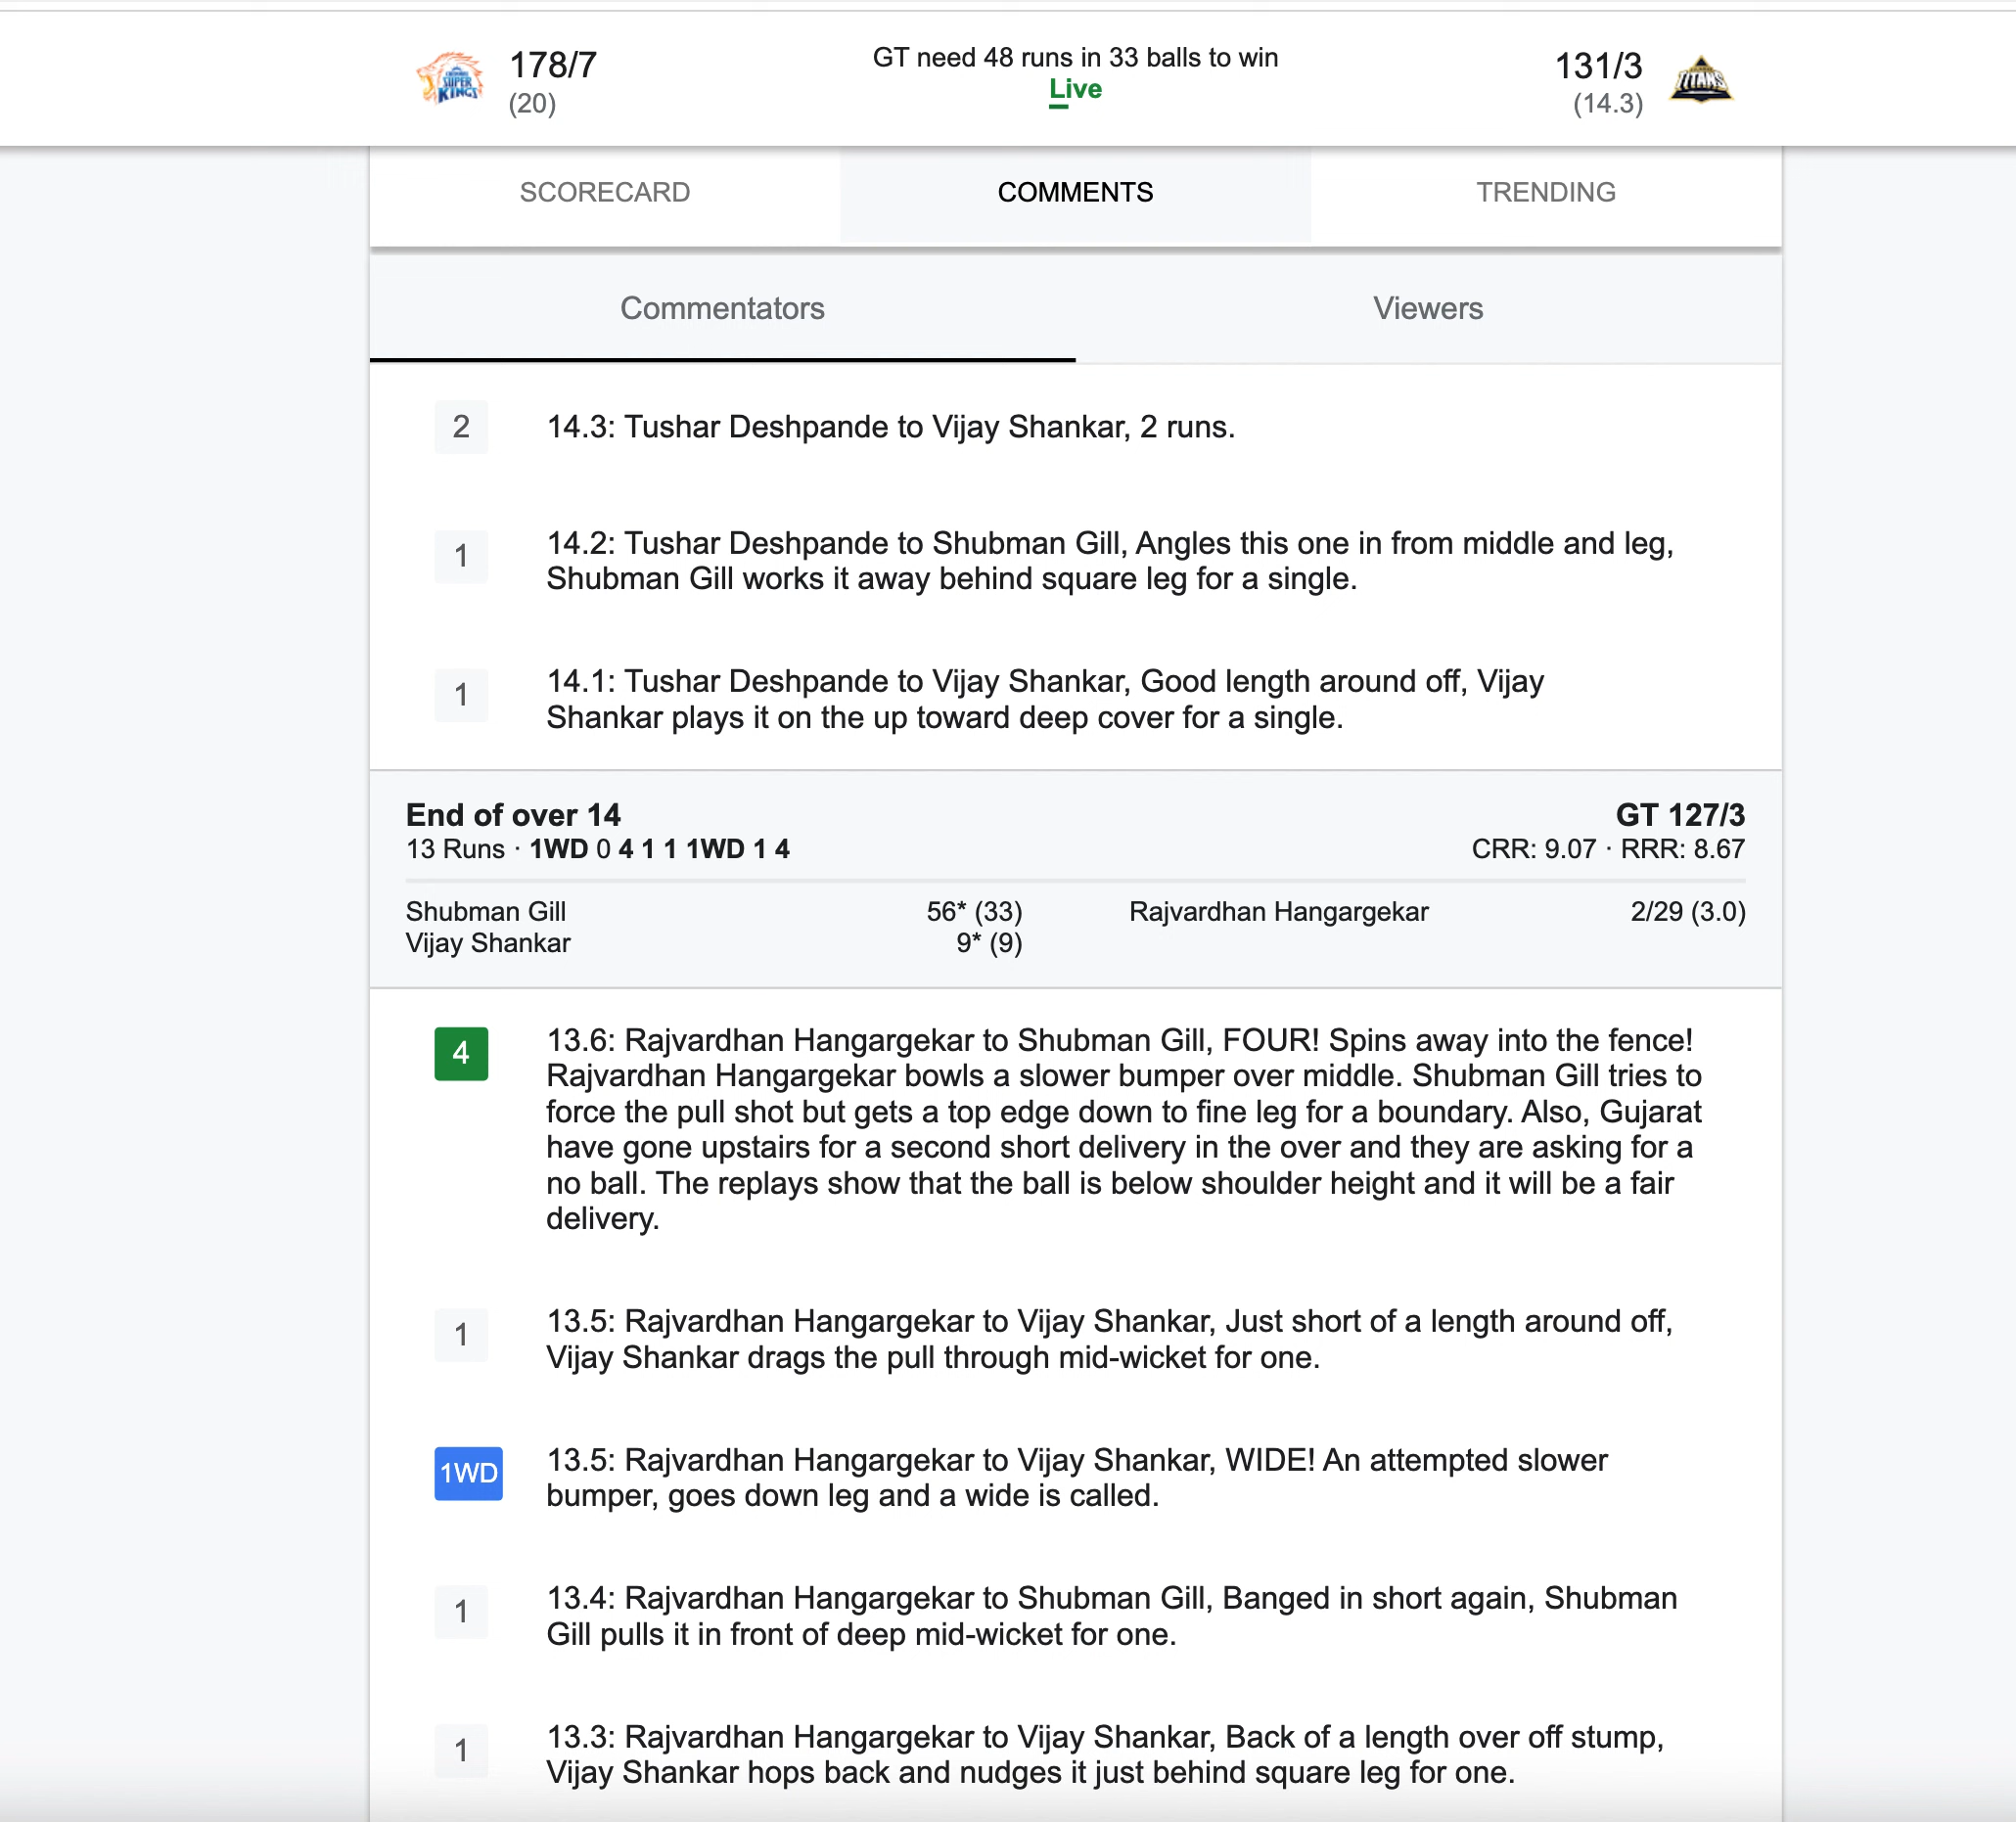 178/7
(20)
GT need 48 runs in 33 balls to win
Live
131/3
(14.3)
SUPER
KINGS
TITANS
SCORECARD
COMMENTS
TRENDING
Commentators
Viewers
2
14.3: Tushar Deshpande to Vijay Shankar, 2 runs.
1
14.2: Tushar Deshpande to Shubman Gill, Angles this one in from middle and leg,
Shubman Gill works it away behind square leg for a single.
1
14.1: Tushar Deshpande to Vijay Shankar, Good length around off, Vijay
Shankar plays it on the up toward deep cover for a single.
End of over 14
GT 127/3
13 Runs · 1WD 0 4 1 1 1WD 1 4
CRR: 9.07 · RRR: 8.67
Shubman Gill
56* (33)
Rajvardhan Hangargekar
2/29 (3.0)
Vijay Shankar
9* (9)
4
13.6: Rajvardhan Hangargekar to Shubman Gill, FOUR! Spins away into the fence!
Rajvardhan Hangargekar bowls a slower bumper over middle. Shubman Gill tries to
force the pull shot but gets a top edge down to fine leg for a boundary. Also, Gujarat
have gone upstairs for a second short delivery in the over and they are asking for a
no ball. The replays show that the ball is below shoulder height and it will be a fair
delivery.
1
13.5: Rajvardhan Hangargekar to Vijay Shankar, Just short of a length around off,
Vijay Shankar drags the pull through mid-wicket for one.
1WD
13.5: Rajvardhan Hangargekar to Vijay Shankar, WIDE! An attempted slower
bumper, goes down leg and a wide is called.
1
13.4: Rajvardhan Hangargekar to Shubman Gill, Banged in short again, Shubman
Gill pulls it in front of deep mid-wicket for one.
1
13.3: Rajvardhan Hangargekar to Vijay Shankar, Back of a length over off stump,
Vijay Shankar hops back and nudges it just behind square leg for one.